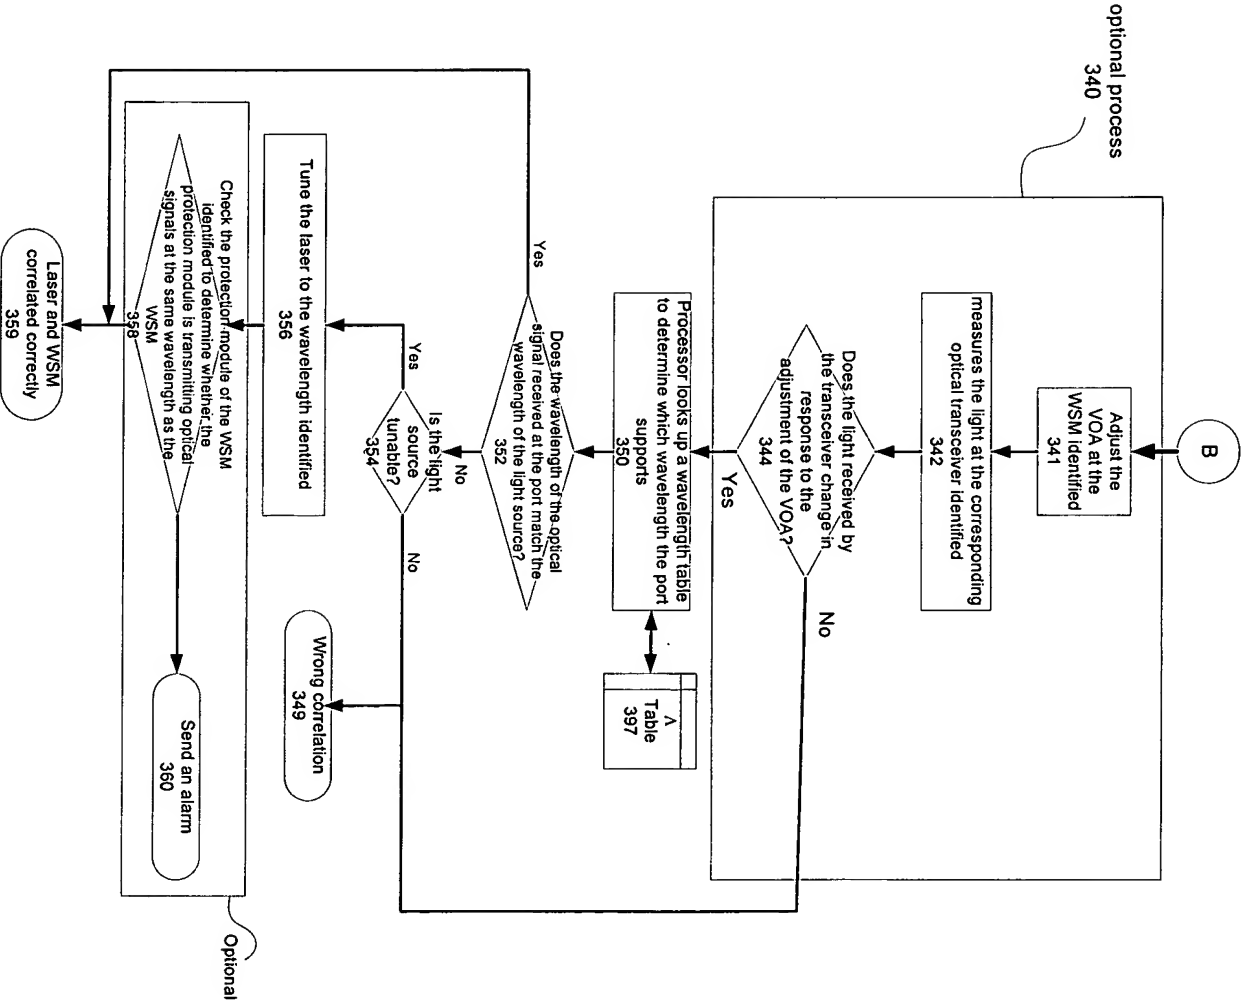 B
optional process
340
Adjust the
VOA at the
WSM identified
341
measures the light at the corresponding
optical transceiver identified
342
Does the light received by
the transceiver change in
response to the
adjustment of the VOA?
344
No
Yes
Processor looks up a wavelength table
to determine which wavelength the port
supports
350
Λ
Table
397
Does the wavelength of the optical
signal received at the port match the
wavelength of the light source?
352
Yes
No
Is the light
source
tunable?
354
Yes
No
Wrong correlation
349
Tune the laser to the wavelength identified
356
Check the protection module of the WSM
identified to determine whether the
protection module is transmitting optical
signals at the same wavelength as the
WSM
358
Send an alarm
360
Optional
Laser and WSM
correlated correctly
359